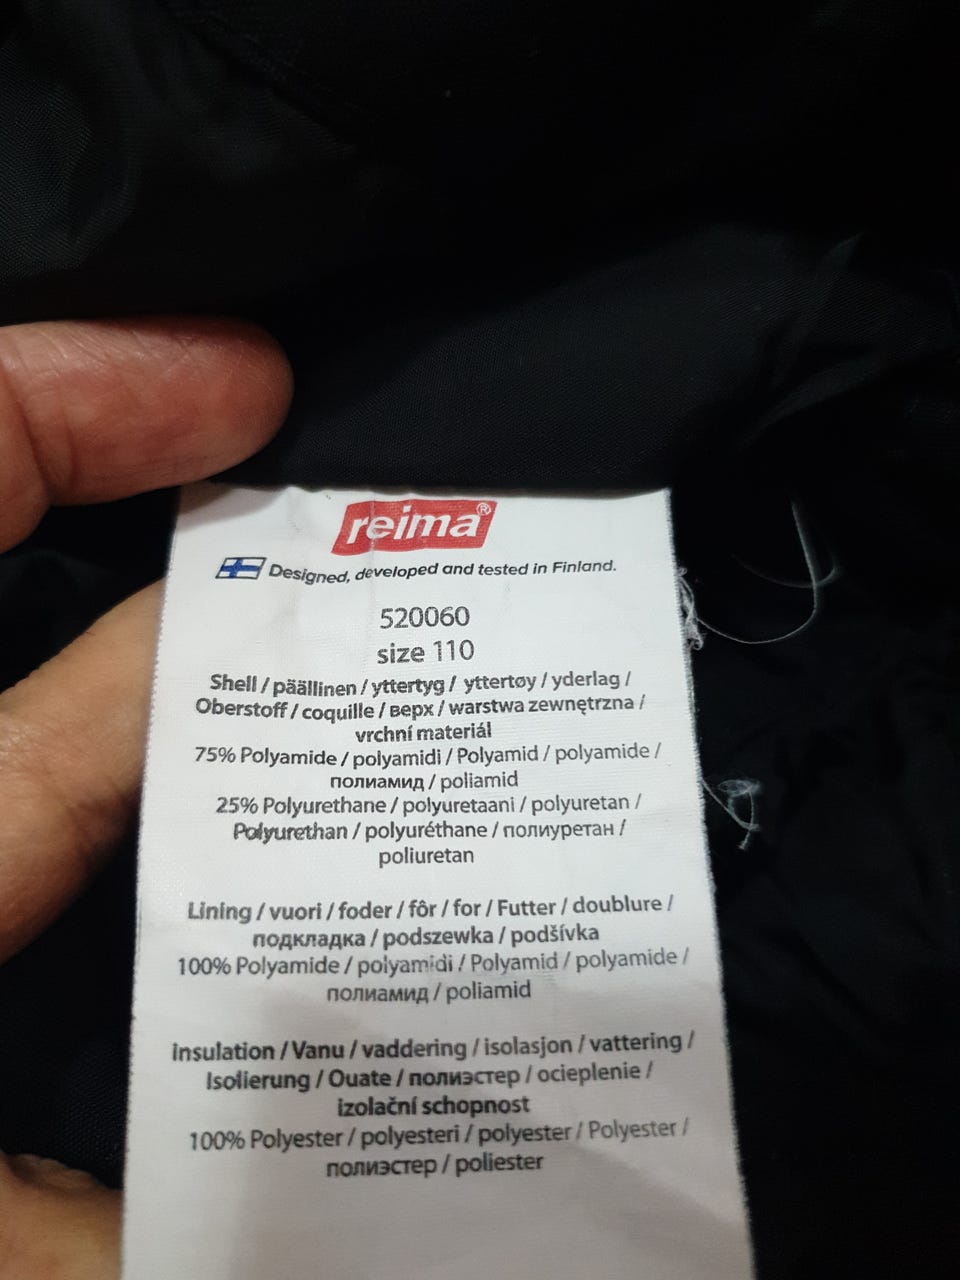 reima®
Designed, developed and tested in Finland.
520060
size 110
Shell / päällinen / yttertyg / yttertøy / yderlag /
Oberstoff / coquille / верх / warstwa zewnętrzna /
vrchní materiál
75% Polyamide / polyamidi / Polyamid / polyamide /
полиамид / poliamid
25% Polyurethane / polyuretaani / polyuretan /
Polyurethan / polyuréthane / полиуретан /
poliuretan
Lining / vuori / foder / fôr / for / Futter / doublure /
подкладка / podszewka / podšívka
100% Polyamide / polyamidi / Polyamid / polyamide /
полиамид / poliamid
Insulation / Vanu / vaddering / isolasjon / vattering /
Isolierung / Ouate / полиэстер / ocieplenie /
izolační schopnost
100% Polyester / polyesteri / polyester / Polyester /
полиэстер / poliester